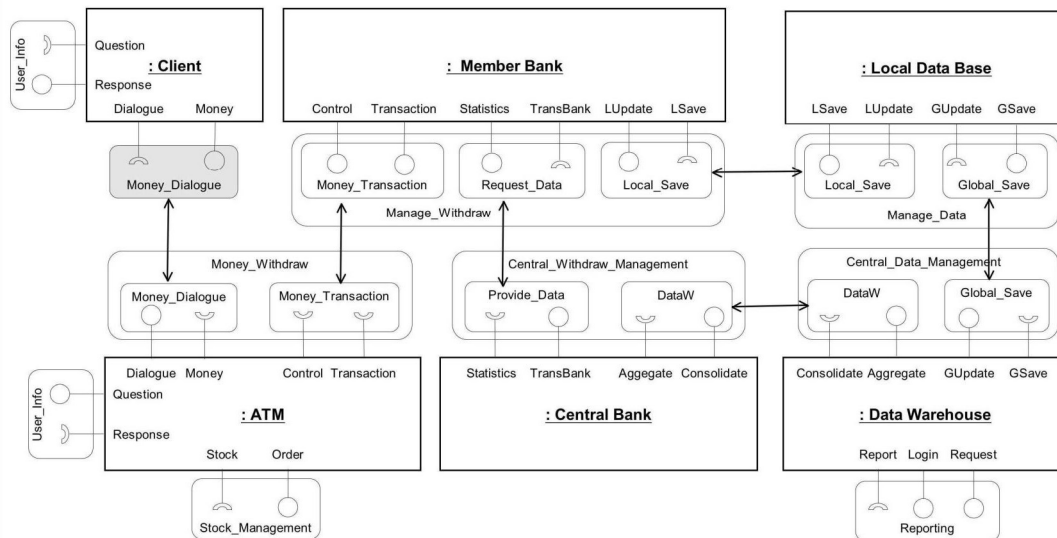 User_Info
Question
Response
: Client
Dialogue Money
Money_Dialogue
: Member Bank
Control Transaction Statistics TransBank LUpdate LSave
Money_Transaction Request_Data Local_Save
Manage_Withdraw
: Local Data Base
LSave LUpdate GUpdate GSave
Local_Save Global_Save
Manage_Data
Money_Withdraw
Money_Dialogue Money_Transaction
Central_Withdraw_Management
Provide_Data DataW
Central_Data_Management
DataW Global_Save
User_Info
Dialogue Money Control Transaction
Question
Response
: ATM
Stock Order
Stock_Management
Statistics TransBank Aggegate Consolidate
: Central Bank
Consolidate Aggregate GUpdate GSave
: Data Warehouse
Report Login Request
Reporting